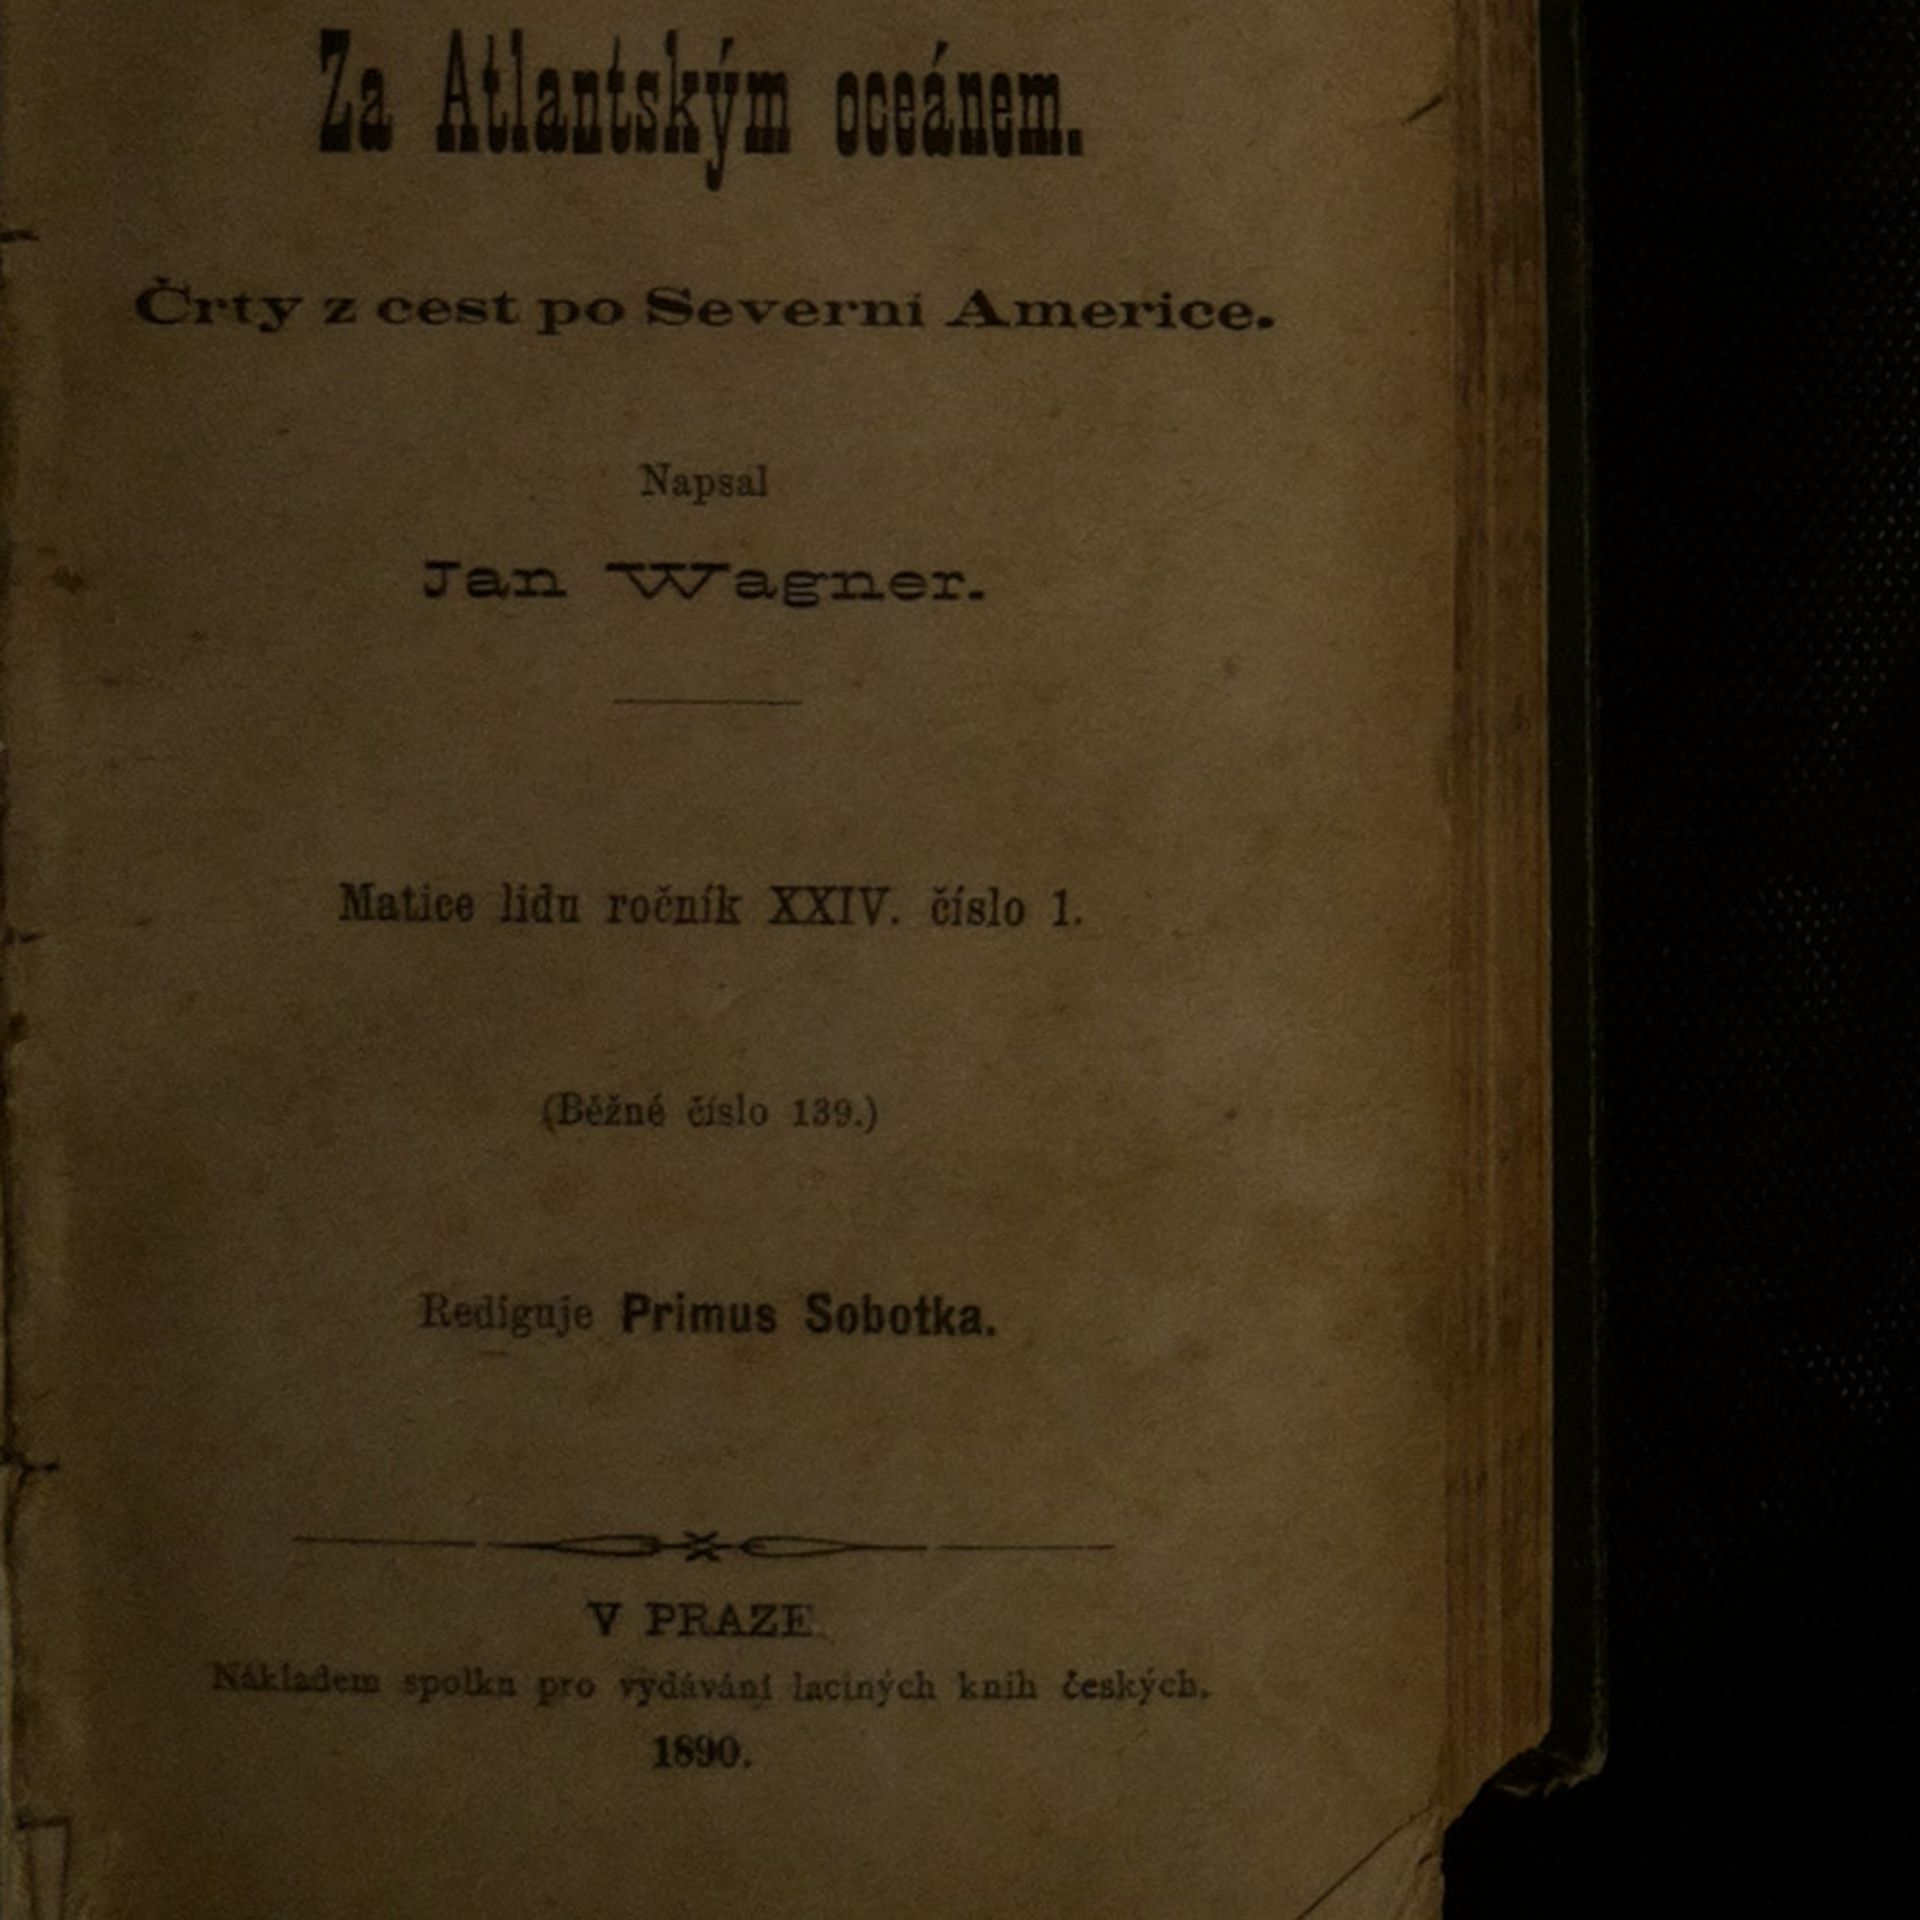 Za Atlantským oceánem.
Črty z cest po Severní Americe.
Napsal
Jan Wagner.
Matice lidu ročník XXIV. číslo 1.
(Běžné číslo 139.)
Rediguje Primus Sobotka.
V PRAZE
Nákladem spolku pro vydávání laciných knih českých.
1890.